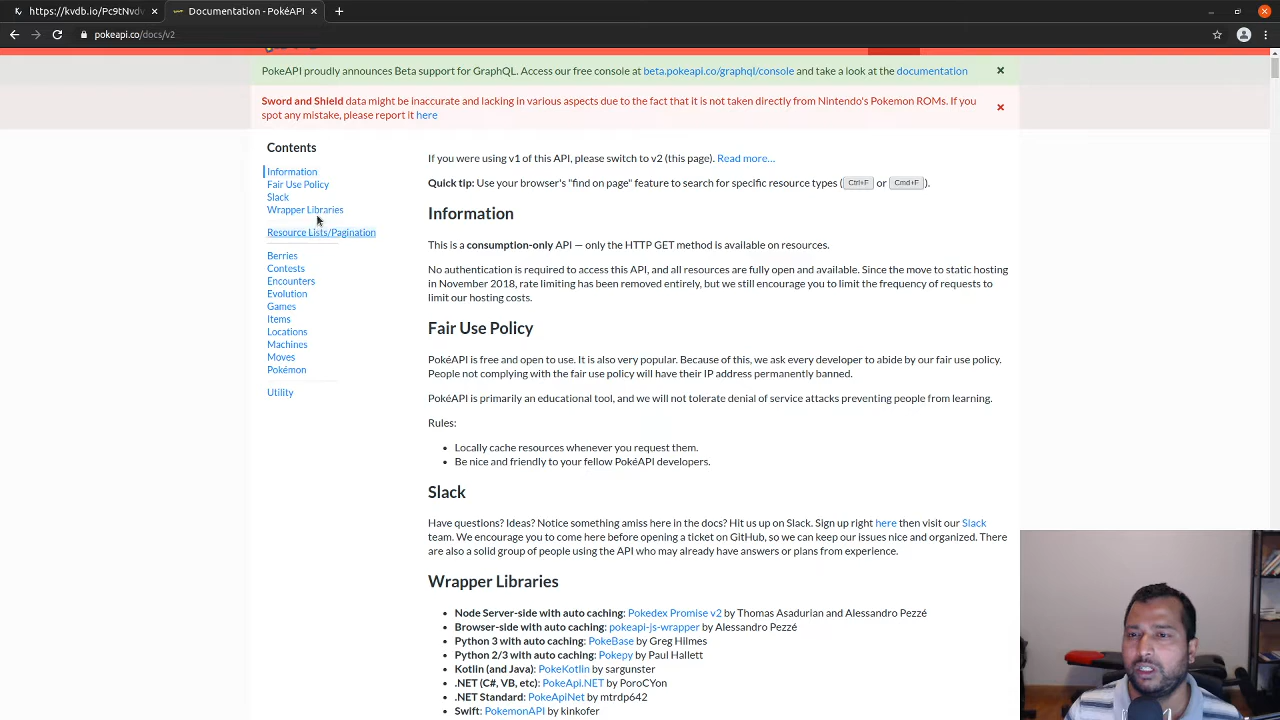 https://kvdb.io/Pc9tNvdv
Documentation - PokéAPI
pokeapi.co/docs/v2
PokeAPI proudly announces Beta support for GraphQL. Access our free console at beta.pokeapi.co/graphql/console and take a look at the documentation
Sword and Shield data might be inaccurate and lacking in various aspects due to the fact that it is not taken directly from Nintendo's Pokemon ROMs. If you
spot any mistake, please report it here
Contents
Information
Fair Use Policy
Slack
Wrapper Libraries
Resource Lists/Pagination
Berries
Contests
Encounters
Evolution
Games
Items
Locations
Machines
Moves
Pokémon
Utility
If you were using v1 of this API, please switch to v2 (this page). Read more…
Quick tip: Use your browser's "find on page" feature to search for specific resource types (Ctrl+F or Cmd+F).
Information
This is a consumption-only API — only the HTTP GET method is available on resources.
No authentication is required to access this API, and all resources are fully open and available. Since the move to static hosting
in November 2018, rate limiting has been removed entirely, but we still encourage you to limit the frequency of requests to
limit our hosting costs.
Fair Use Policy
PokéAPI is free and open to use. It is also very popular. Because of this, we ask every developer to abide by our fair use policy.
People not complying with the fair use policy will have their IP address permanently banned.
PokéAPI is primarily an educational tool, and we will not tolerate denial of service attacks preventing people from learning.
Rules:
• Locally cache resources whenever you request them.
• Be nice and friendly to your fellow PokéAPI developers.
Slack
Have questions? Ideas? Notice something amiss here in the docs? Hit us up on Slack. Sign up right here then visit our Slack
team. We encourage you to come here before opening a ticket on GitHub, so we can keep our issues nice and organized. There
are also a solid group of people using the API who may already have answers or plans from experience.
Wrapper Libraries
• Node Server-side with auto caching: Pokedex Promise v2 by Thomas Asadurian and Alessandro Pezzé
• Browser-side with auto caching: pokeapi-js-wrapper by Alessandro Pezzé
• Python 3 with auto caching: PokeBase by Greg Hilmes
• Python 2/3 with auto caching: Pokepy by Paul Hallett
• Kotlin (and Java): PokeKotlin by sargunster
• .NET (C#, VB, etc): PokeApi.NET by PoroCYon
• .NET Standard: PokeApiNet by mtrdp642
• Swift: PokemonAPI by kinkofer